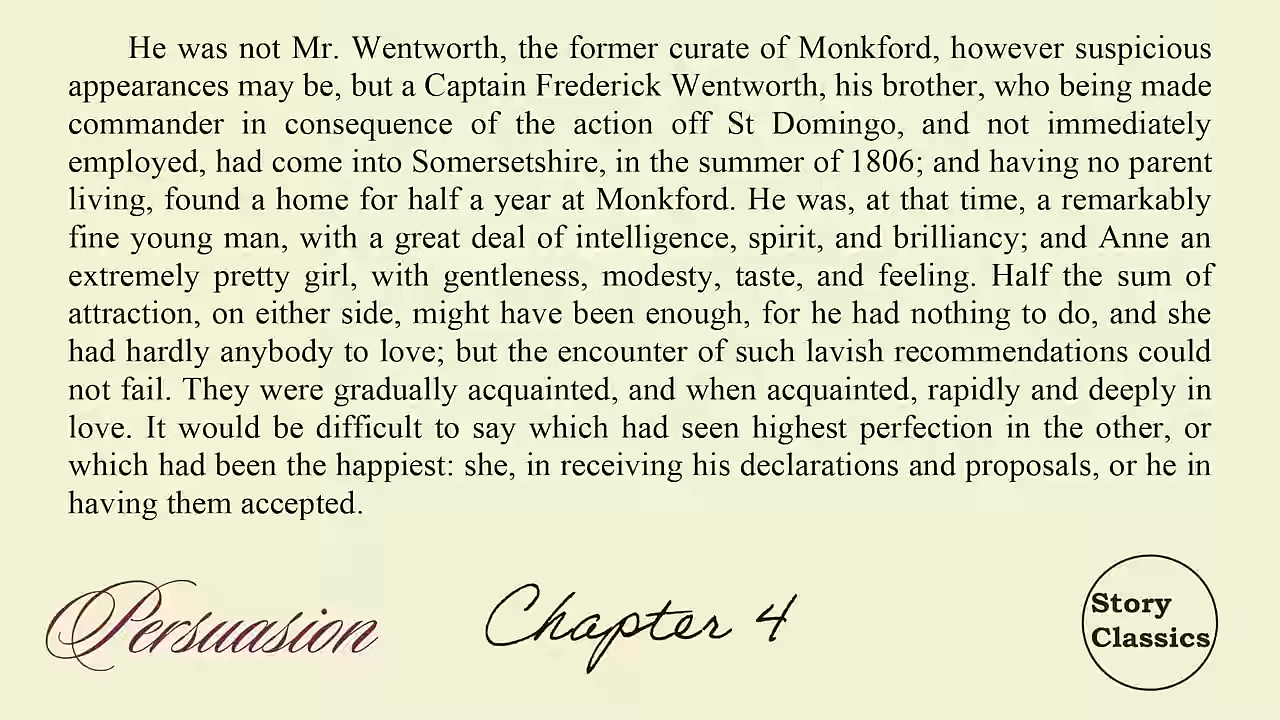 He was not Mr. Wentworth, the former curate of Monkford, however suspicious
appearances may be, but a Captain Frederick Wentworth, his brother, who being made
commander in consequence of the action off St Domingo, and not immediately
employed, had come into Somersetshire, in the summer of 1806; and having no parent
living, found a home for half a year at Monkford. He was, at that time, a remarkably
fine young man, with a great deal of intelligence, spirit, and brilliancy; and Anne an
extremely pretty girl, with gentleness, modesty, taste, and feeling. Half the sum of
attraction, on either side, might have been enough, for he had nothing to do, and she
had hardly anybody to love; but the encounter of such lavish recommendations could
not fail. They were gradually acquainted, and when acquainted, rapidly and deeply in
love. It would be difficult to say which had seen highest perfection in the other, or
which had been the happiest: she, in receiving his declarations and proposals, or he in
having them accepted.
Persuasion
Chapter 4
Story
Classics